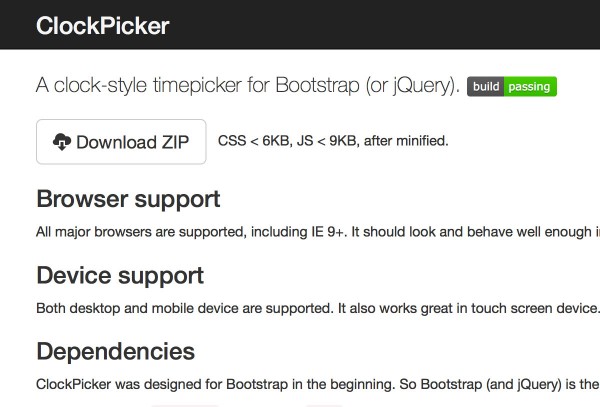 ClockPicker
A clock-style timepicker for Bootstrap (or jQuery). build passing
Download ZIP CSS < 6KB, JS < 9KB, after minified.
Browser support
All major browsers are supported, including IE 9+. It should look and behave well enough
Device support
Both desktop and mobile device are supported. It also works great in touch screen device.
Dependencies
ClockPicker was designed for Bootstrap in the beginning. So Bootstrap (and jQuery) is the